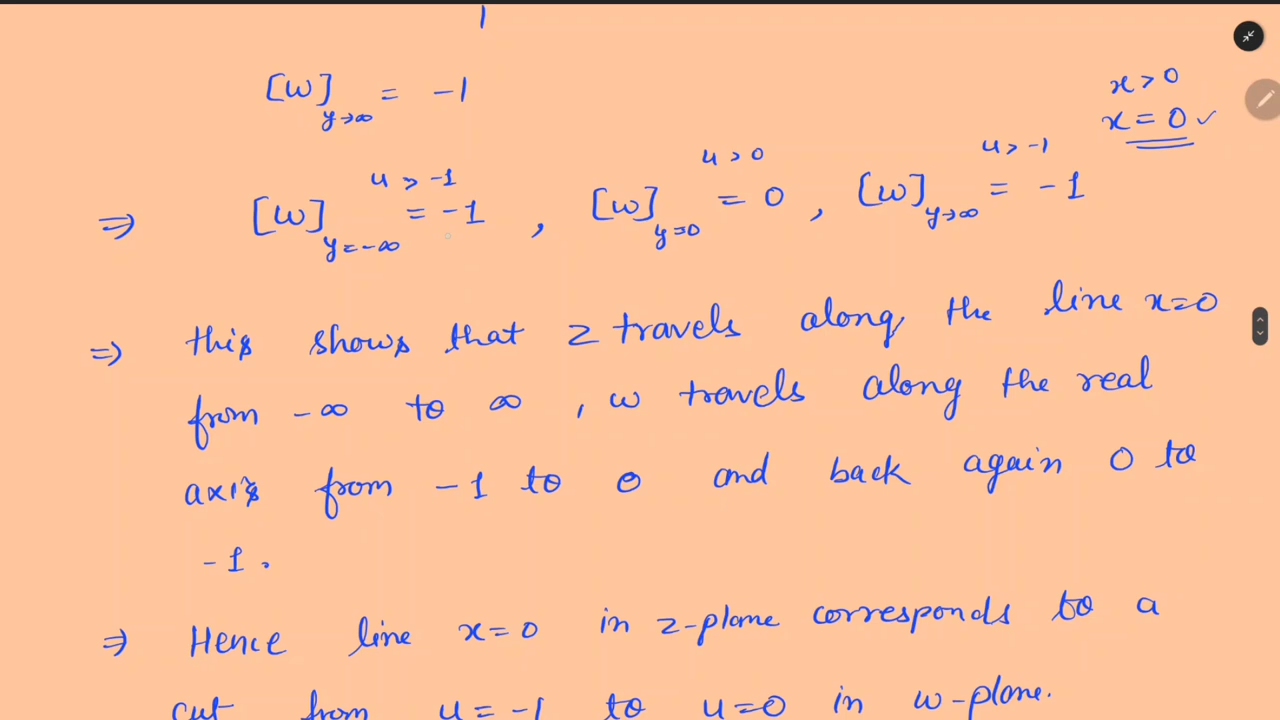 [w]y→∞ = -1
x > 0
x = 0 ✓
u > -1 u > 0 u > -1
⇒ [w]y=-∞ = -1 , [w]y=0 = 0 , [w]y→∞ = -1
⇒ this shows that z travels along the line x=0
from -∞ to ∞ , w travels along the real
axis from -1 to 0 and back again 0 to
-1.
⇒ Hence line x=0 in z-plane corresponds to a
cut from u=-1 to u=0 in w-plane.